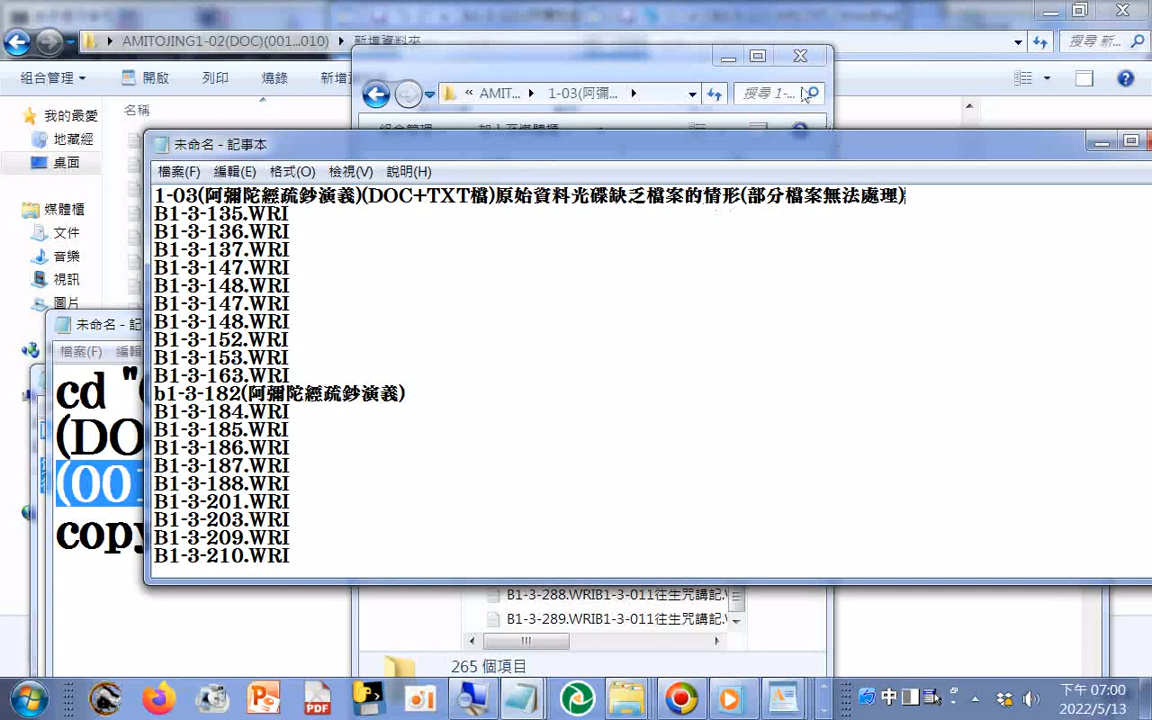 AMITOJING1-02(DOC)(001...010) 新增資料夾
搜尋 新...
組合管理 開啟 列印 燒錄
名稱
我的最愛
地藏經
桌面
媒體櫃
文件
音樂
視訊
圖片
« AMIT... 1-03(阿彌...
搜尋 1-...
未命名 - 記事本
檔案(F) 編輯(E) 格式(O) 檢視(V) 說明(H)
1-03(阿彌陀經疏鈔演義)(DOC+TXT檔)原始資料光碟缺乏檔案的情形(部分檔案無法處理)
B1-3-135.WRI
B1-3-136.WRI
B1-3-137.WRI
B1-3-147.WRI
B1-3-148.WRI
B1-3-147.WRI
B1-3-148.WRI
B1-3-152.WRI
B1-3-153.WRI
B1-3-163.WRI
b1-3-182(阿彌陀經疏鈔演義)
B1-3-184.WRI
B1-3-185.WRI
B1-3-186.WRI
B1-3-187.WRI
B1-3-188.WRI
B1-3-201.WRI
B1-3-203.WRI
B1-3-209.WRI
B1-3-210.WRI
未命名 - 記
檔案(F) 編輯
cd "
(DO
(00
copy
B1-3-288.WRIB1-3-011往生咒講記.
B1-3-289.WRIB1-3-011往生咒講記.
265 個項目
中
下午 07:00
2022/5/13